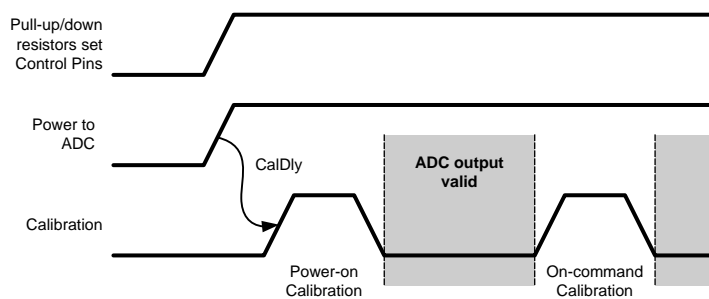 Pull-up/down
resistors set
Control Pins
Power to
ADC
CalDly
ADC output
valid
Calibration
Power-on
Calibration
On-command
Calibration